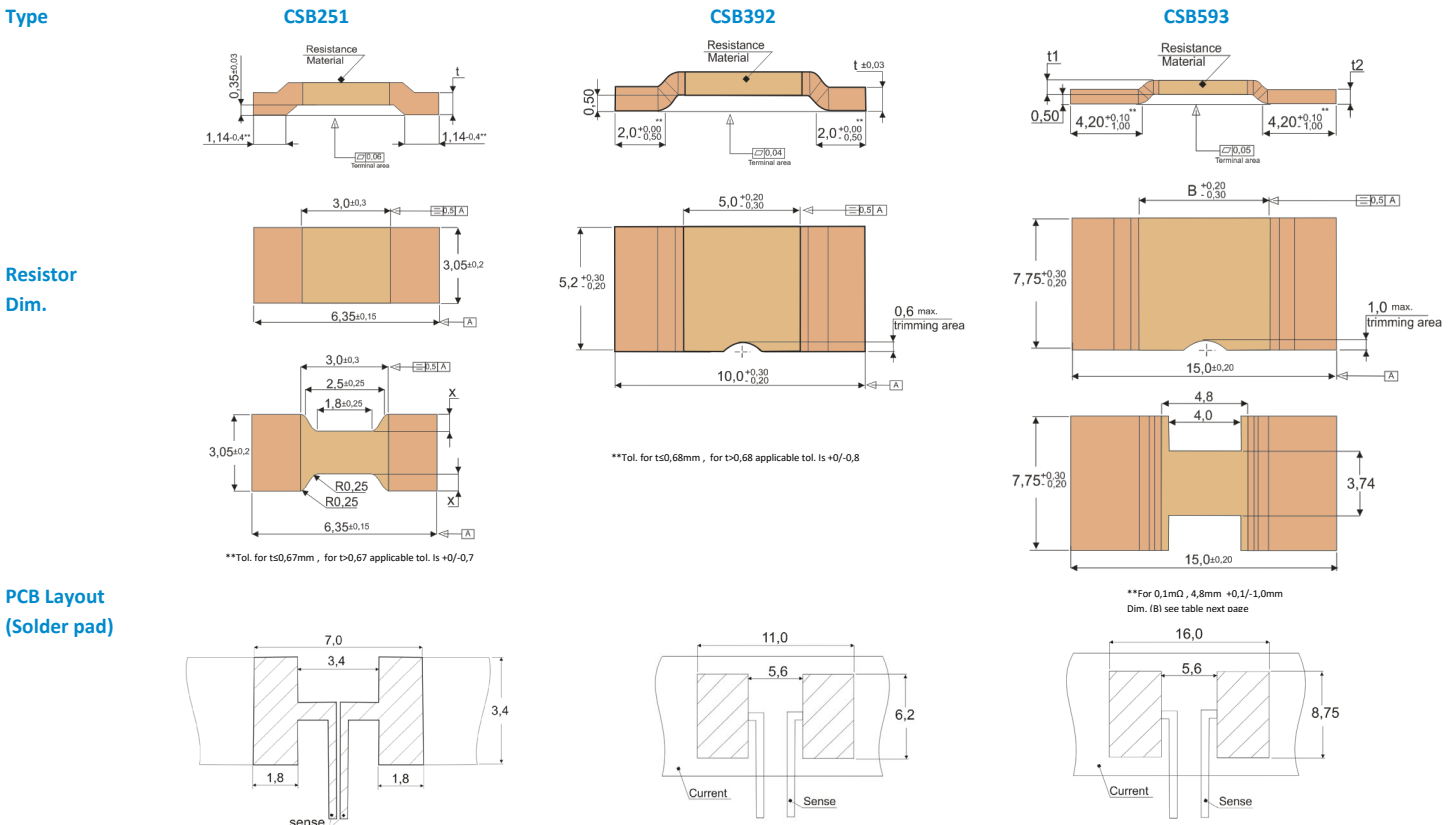 Type
CSB251
CSB392
CSB593
Resistance
Material
0,35±0,03
t
1,14-0,4**
1,14-0,4**
0,06
Terminal area
Resistance
Material
t ±0,03
0,50
2,0 +0,00 -0,50 **
2,0 +0,00 -0,50 **
0,04
Terminal area
Resistance
Material
t1
t2
0,50
4,20 +0,10 -1,00 **
4,20 +0,10 -1,00 **
0,05
Terminal area
Resistor
Dim.
3,0±0,3
0,5 A
3,05±0,2
6,35±0,15
A
3,0±0,3
0,5 A
2,5±0,25
1,8±0,25
x
3,05±0,2
R0,25
R0,25
x
6,35±0,15
A
**Tol. for t≤0,67mm , for t>0,67 applicable tol. Is +0/-0,7
5,0 +0,20 -0,30
0,5 A
5,2 +0,30 -0,20
0,6 max.
trimming area
10,0 +0,30 -0,20
A
**Tol. for t≤0,68mm , for t>0,68 applicable tol. Is +0/-0,8
B +0,20 -0,30
0,5 A
7,75 +0,30 -0,20
1,0 max.
trimming area
15,0±0,20
A
4,8
4,0
7,75 +0,30 -0,20
3,74
15,0±0,20
**For 0,1mΩ , 4,8mm +0,1/-1,0mm
Dim. (B) see table next page
PCB Layout
(Solder pad)
7,0
3,4
3,4
1,8
1,8
sense
11,0
5,6
6,2
Current
Sense
16,0
5,6
8,75
Current
Sense